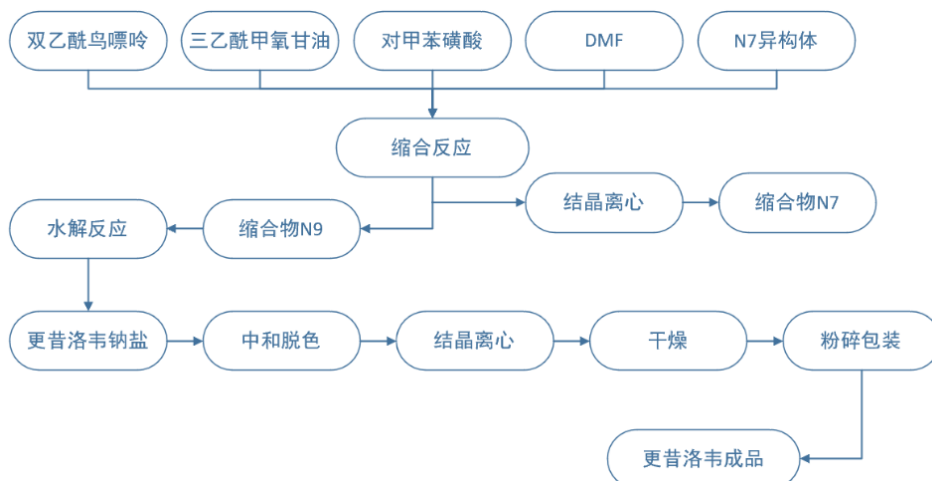 双乙酰鸟嘌呤
三乙酰甲氧甘油
对甲苯磺酸
DMF
N7异构体
缩合反应
结晶离心
缩合物N7
水解反应
缩合物N9
更昔洛韦钠盐
中和脱色
结晶离心
干燥
粉碎包装
更昔洛韦成品